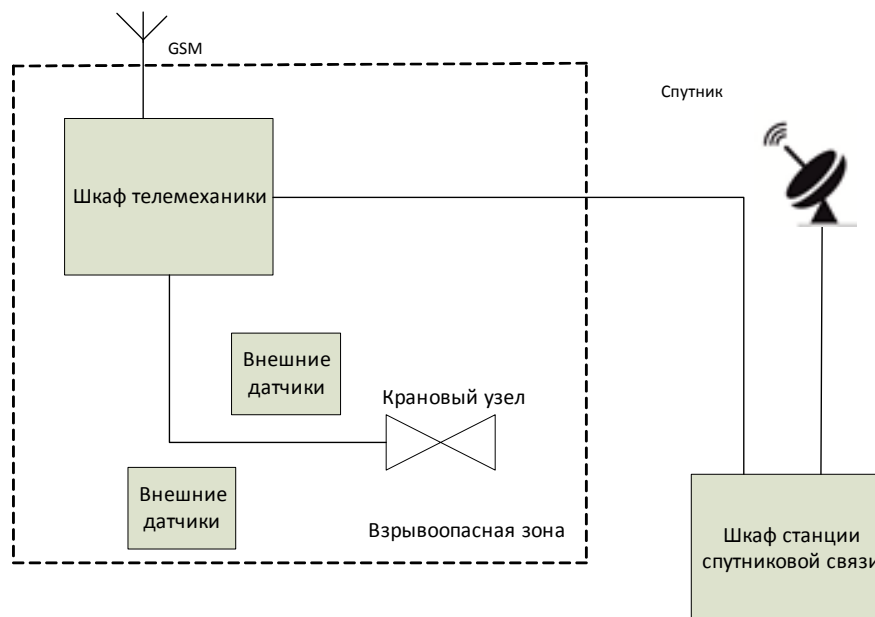 GSM
Спутник
Шкаф телемеханики
Внешние
датчики
Крановый узел
Внешние
датчики
Взрывоопасная зона
Шкаф станции
спутниковой связи